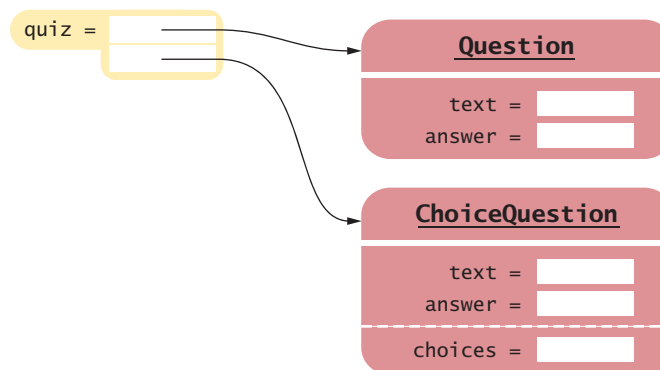 quiz =
Question
text =
answer =
ChoiceQuestion
text =
answer =
choices =